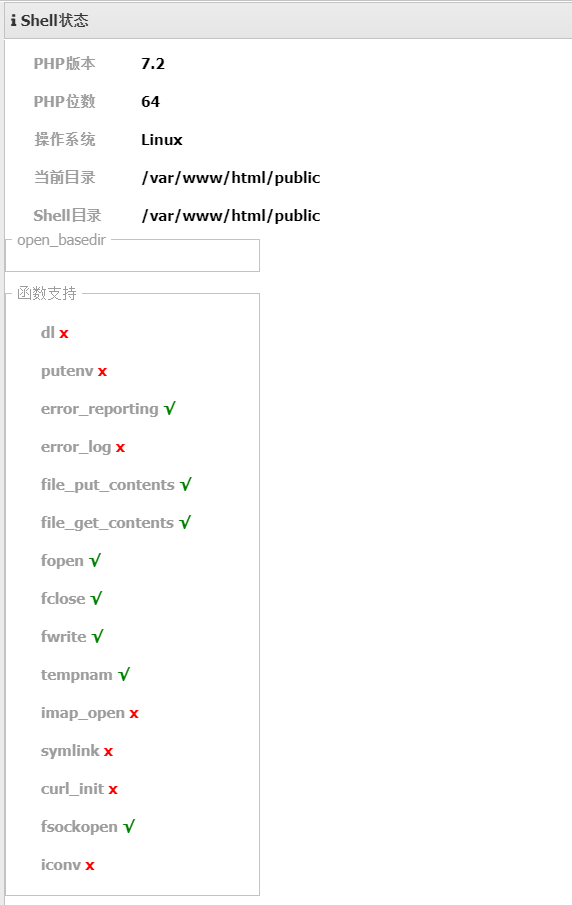 Shell状态
PHP版本 7.2
PHP位数 64
操作系统 Linux
当前目录 /var/www/html/public
Shell目录 /var/www/html/public
open_basedir
函数支持
dl x
putenv x
error_reporting √
error_log x
file_put_contents √
file_get_contents √
fopen √
fclose √
fwrite √
tempnam √
imap_open x
symlink x
curl_init x
fsockopen √
iconv x